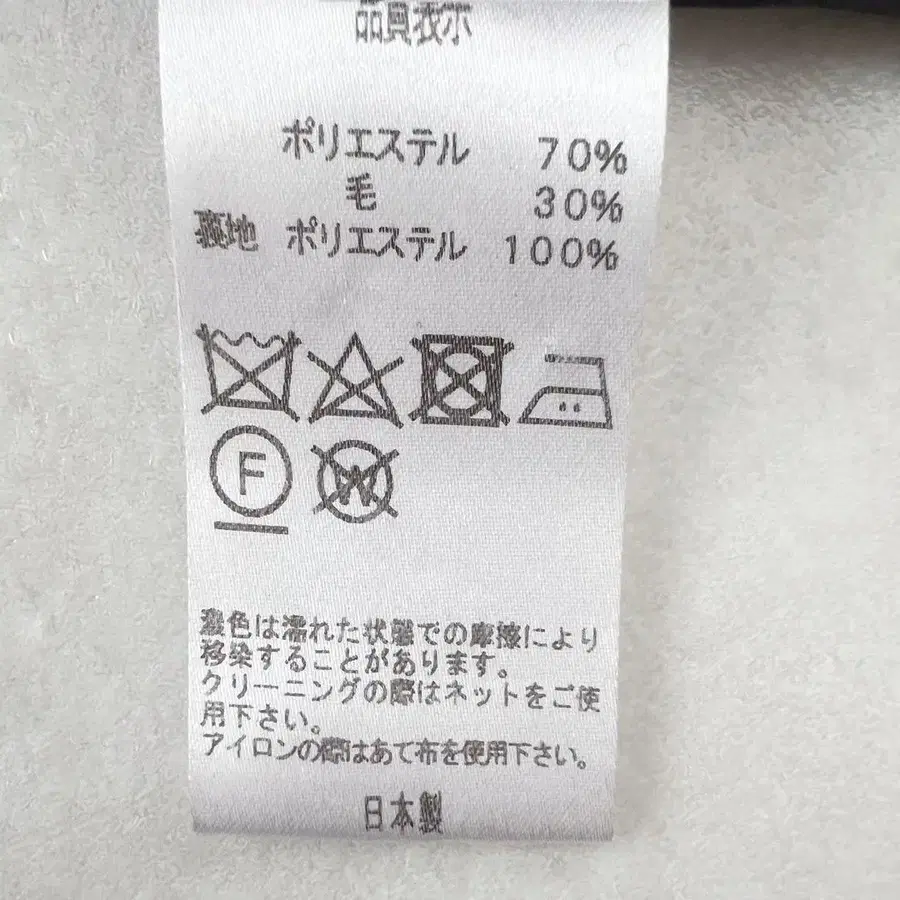 品質表示
ポリエステル 70%
毛 30%
裏地 ポリエステル 100%
F
W
濃色は濡れた状態での摩擦により
移染することがあります。
クリーニングの際はネットをご使
用下さい。
アイロンの際はあて布を使用下さい。
日本製